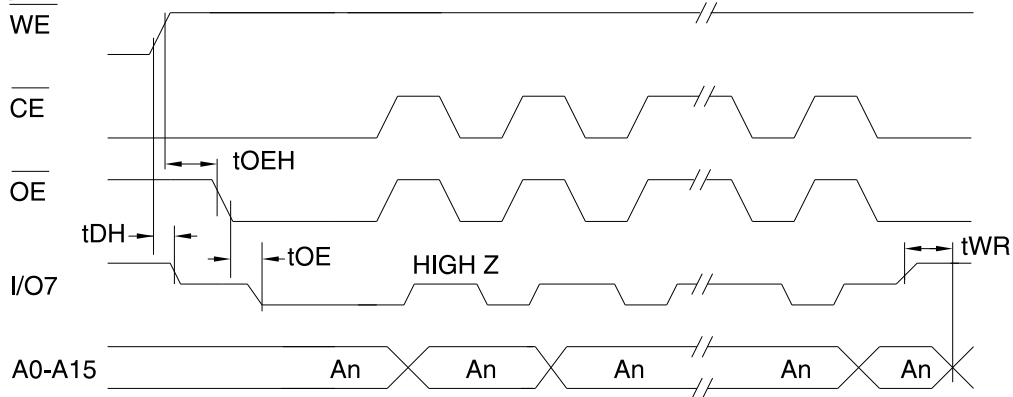 WE
CE
tOEH
OE
tDH
tOE
HIGH Z
tWR
I/O7
A0-A15 An An An An An